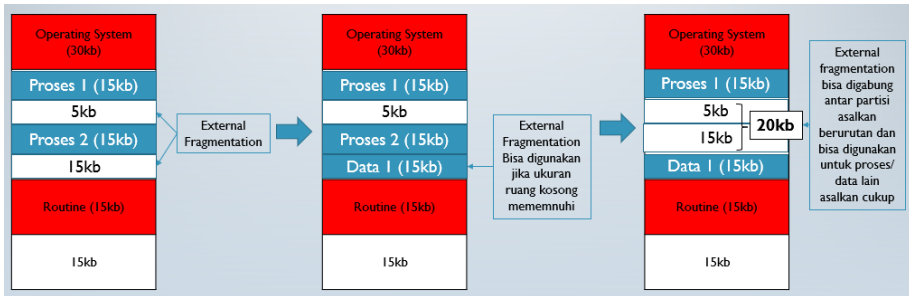 Operating System
(30kb)
Proses 1 (15kb)
5kb
Proses 2 (15kb)
15kb
Routine (15kb)
15kb
External
Fragmentation
Operating System
(30kb)
Proses 1 (15kb)
5kb
Proses 2 (15kb)
Data 1 (15kb)
Routine (15kb)
15kb
External
Fragmentation
Bisa digunakan
jika ukuran
ruang kosong
mememnuhi
Operating System
(30kb)
Proses 1 (15kb)
5kb
15kb
20kb
Data 1 (15kb)
Routine (15kb)
15kb
External
fragmentation
bisa digabung
antar partisi
asalkan
berurutan dan
bisa digunakan
untuk proses/
data lain
asalkan cukup